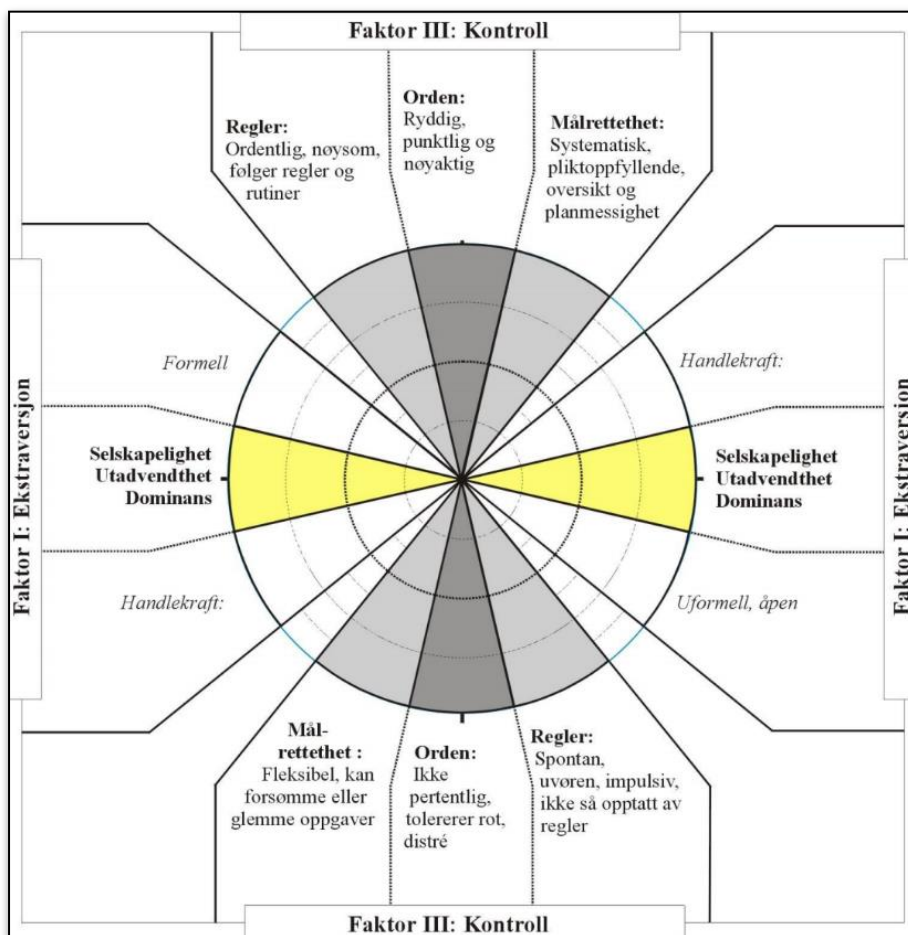 Faktor III: Kontroll
Regler:
Ordentlig, nøysom,
følger regler og
rutiner
Orden:
Ryddig,
punktlig og
nøyaktig
Målrettethet:
Systematisk,
pliktoppfyllende,
oversikt og
planmessighet
Faktor I: Ekstraversjon
Formell
Handlekraft:
Selskapelighet
Utadvendthet
Dominans
Selskapelighet
Utadvendthet
Dominans
Faktor I: Ekstraversjon
Handlekraft:
Uformell, åpen
Mål-
rettethet :
Fleksibel, kan
forsømme eller
glemme oppgaver
Orden:
Ikke
pertentlig,
tolererer rot,
distré
Regler:
Spontan,
uvøren, impulsiv,
ikke så opptatt av
regler
Faktor III: Kontroll